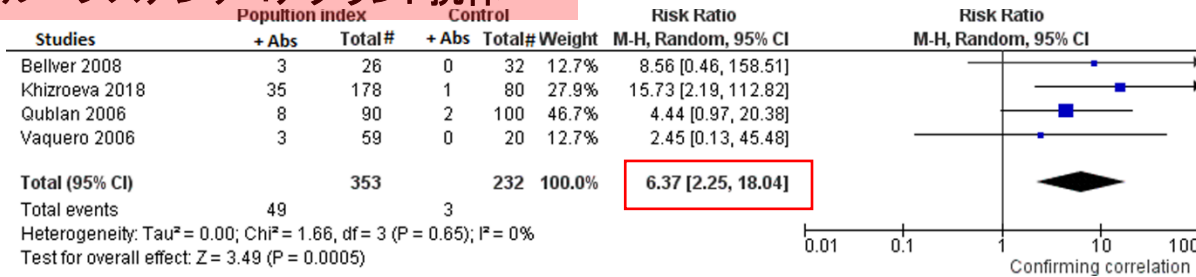 Popultion index Control Risk Ratio Risk Ratio
Studies + Abs Total# + Abs Total# Weight M-H, Random, 95% CI M-H, Random, 95% CI
Bellver 2008 3 26 0 32 12.7% 8.56 [0.46, 158.51]
Khizroeva 2018 35 178 1 80 27.9% 15.73 [2.19, 112.82]
Qublan 2006 8 90 2 100 46.7% 4.44 [0.97, 20.38]
Vaquero 2006 3 59 0 20 12.7% 2.45 [0.13, 45.48]
Total (95% CI) 353 232 100.0% 6.37 [2.25, 18.04]
Total events 49 3
Heterogeneity: Tau² = 0.00; Chi² = 1.66, df = 3 (P = 0.65); I² = 0%
Test for overall effect: Z = 3.49 (P = 0.0005)
0.01 0.1 1 10 100
Confirming correlation